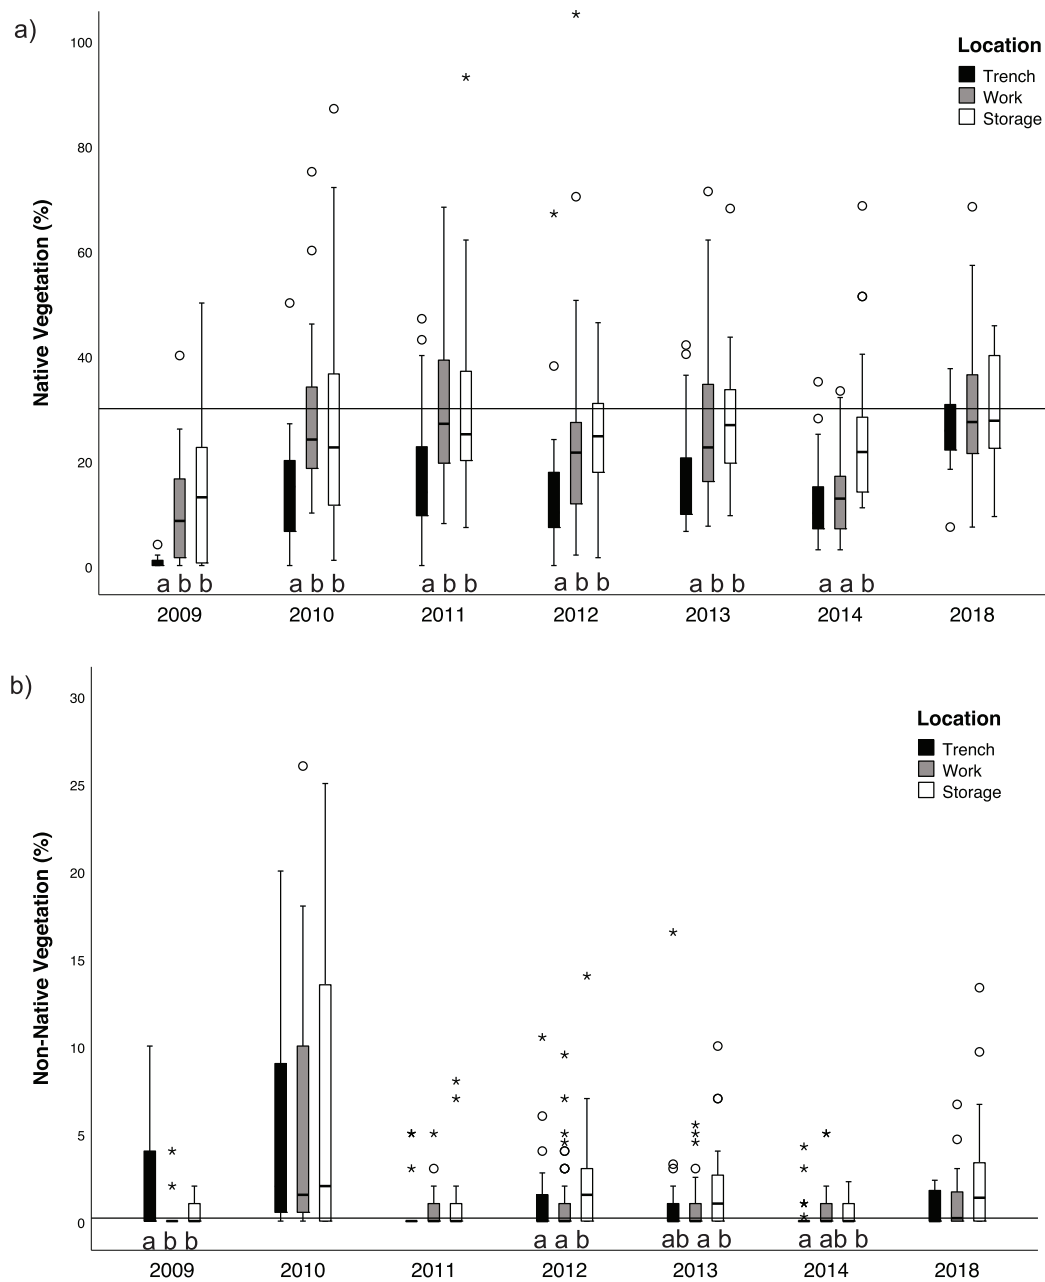 a)
Native Vegetation (%)
100
80
60
40
20
0
Location
Trench
Work
Storage
a b b a b b a b b a b b a b b a a b
2009 2010 2011 2012 2013 2014 2018
b)
Non-Native Vegetation (%)
30
25
20
15
10
5
0
Location
Trench
Work
Storage
a b b a a b ab a b a ab b
2009 2010 2011 2012 2013 2014 2018